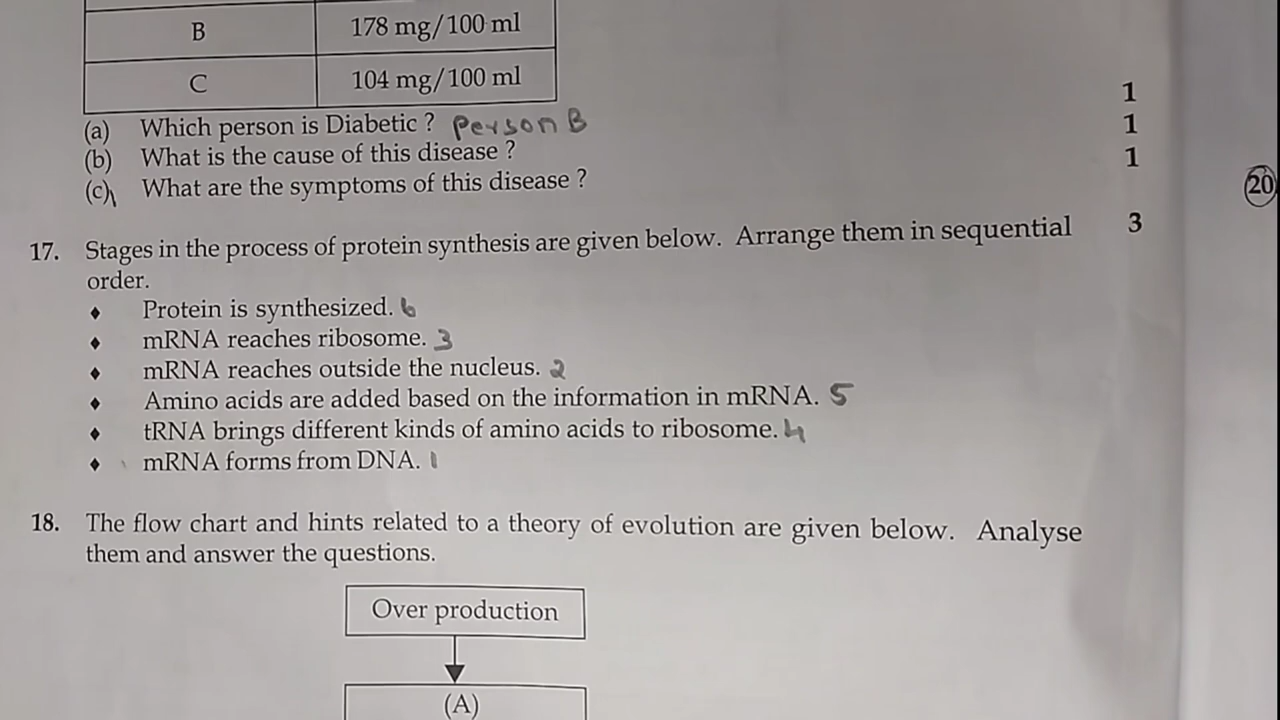 B 178 mg/100 ml
C 104 mg/100 ml
(a) Which person is Diabetic ? Person B 1
(b) What is the cause of this disease ? 1
(c) What are the symptoms of this disease ? 1
20
17. Stages in the process of protein synthesis are given below. Arrange them in sequential 3
order.
♦ Protein is synthesized. 6
♦ mRNA reaches ribosome. 3
♦ mRNA reaches outside the nucleus. 2
♦ Amino acids are added based on the information in mRNA. 5
♦ tRNA brings different kinds of amino acids to ribosome. 4
♦ mRNA forms from DNA. 1
18. The flow chart and hints related to a theory of evolution are given below. Analyse
them and answer the questions.
Over production
(A)